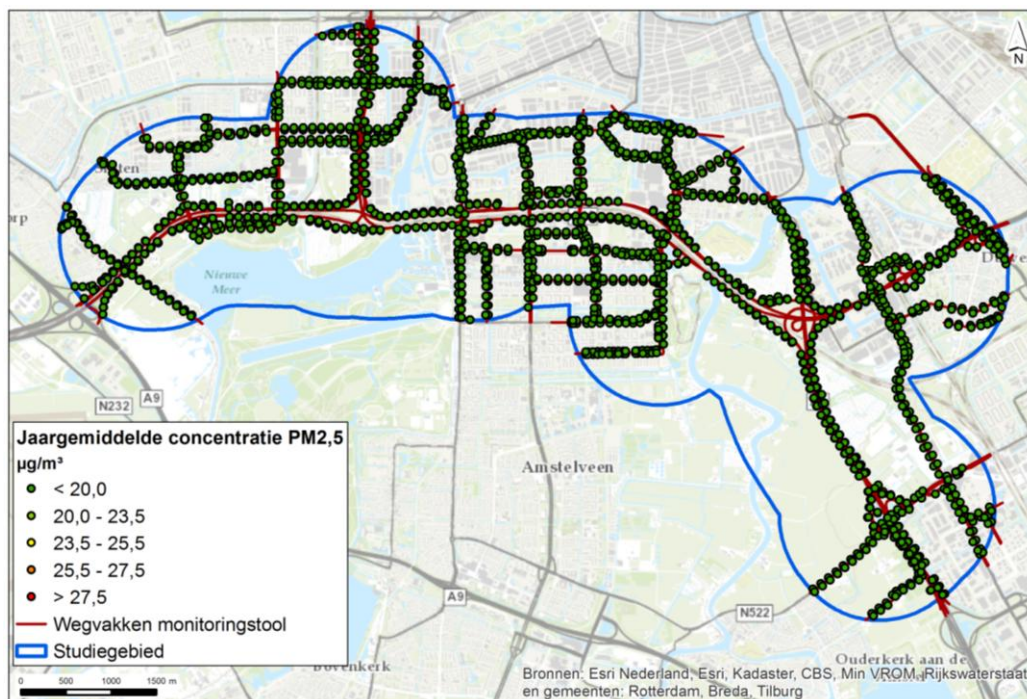 N
Sloten
Nieuwe
Meer
N232
A9
Amstelveen
A9
N522
Ouderkerk aan de
Jaargemiddelde concentratie PM2,5
µg/m³
< 20,0
20,0 - 23,5
23,5 - 25,5
25,5 - 27,5
> 27,5
Wegvakken monitoringstool
Studiegebied
0 500 1000 1500 m
Bronnen: Esri Nederland, Esri, Kadaster, CBS, Min VROM, Rijkswaterstaat
en gemeenten: Rotterdam, Breda, Tilburg